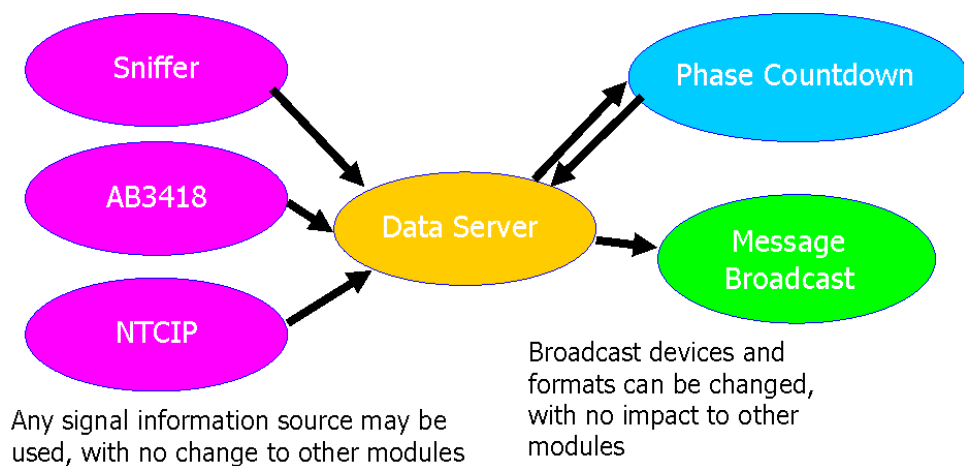 Sniffer
Phase Countdown
AB3418
Data Server
Message
Broadcast
NTCIP
Broadcast devices and
formats can be changed,
with no impact to other
modules
Any signal information source may be
used, with no change to other modules